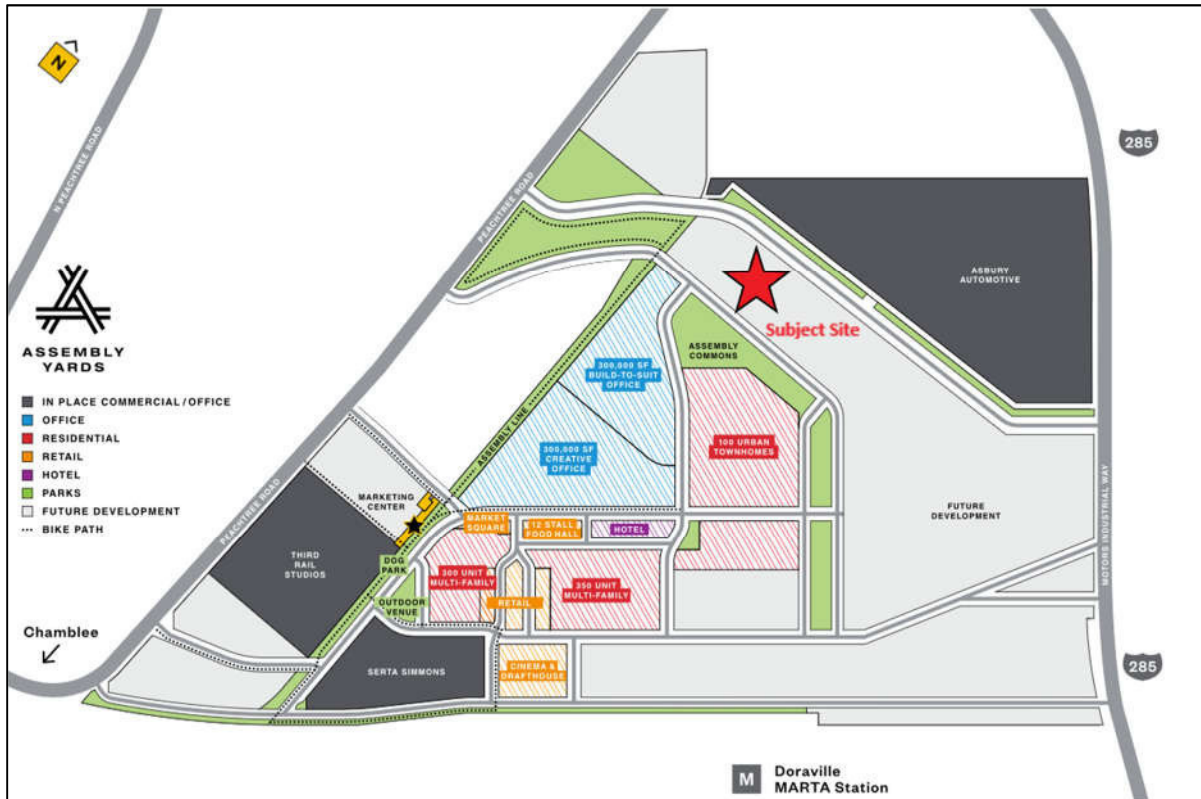 N
N PEACHTREE ROAD
PEACHTREE ROAD
285
ASBURY
AUTOMOTIVE
Subject Site
ASSEMBLY
YARDS
IN PLACE COMMERCIAL / OFFICE
OFFICE
RESIDENTIAL
RETAIL
HOTEL
PARKS
FUTURE DEVELOPMENT
BIKE PATH
ASSEMBLY
COMMONS
300,000 SF
BUILD-TO-SUIT
OFFICE
ASSEMBLY LINE
300,000 SF
CREATIVE
OFFICE
100 URBAN
TOWNHOMES
MARKETING
CENTER
FUTURE
DEVELOPMENT
MOTORS INDUSTRIAL WAY
MARKET
SQUARE
12 STALL
FOOD HALL
HOTEL
PEACHTREE ROAD
THIRD
RAIL
STUDIOS
DOG
PARK
300 UNIT
MULTI-FAMILY
350 UNIT
MULTI-FAMILY
OUTDOOR
VENUE
RETAIL
Chamblee
SERTA SIMMONS
CINEMA &
DRAFTHOUSE
285
M
Doraville
MARTA Station